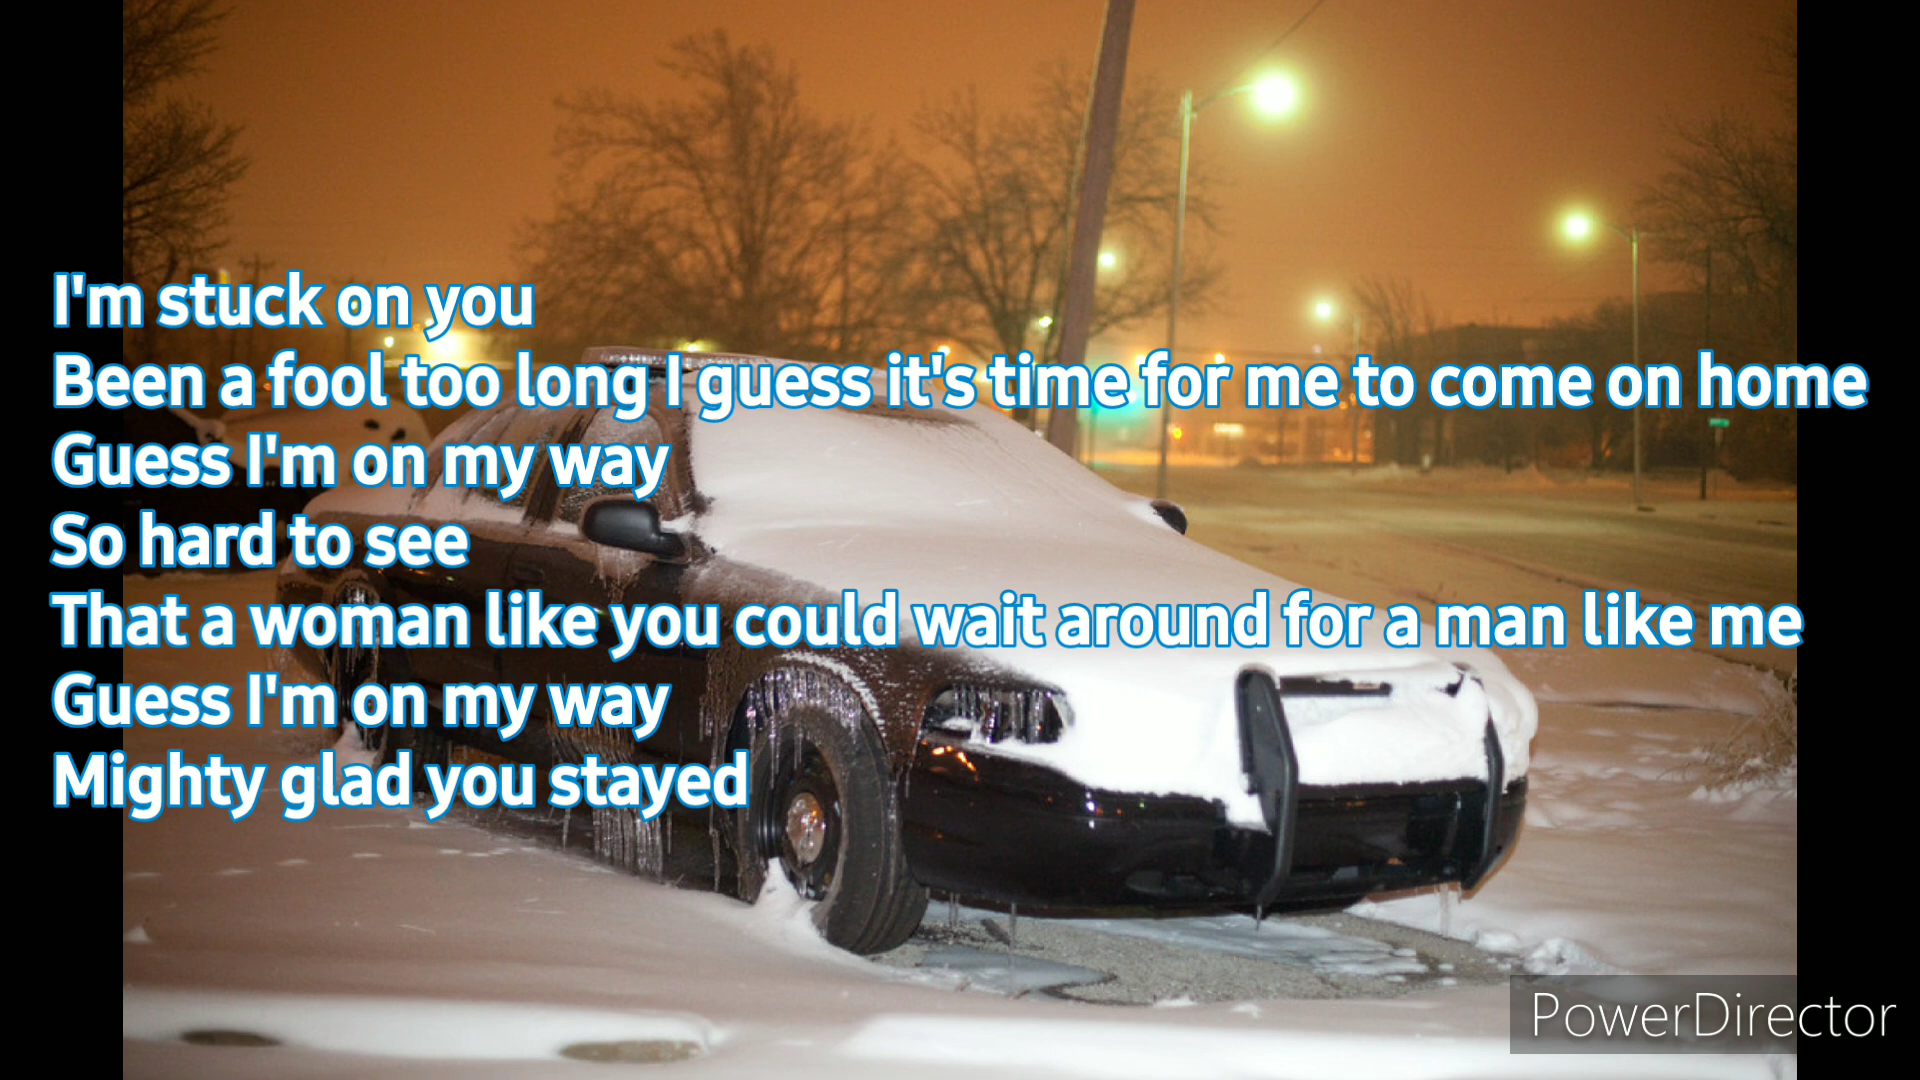 I'm stuck on you
Been a fool too long I guess it's time for me to come on home
Guess I'm on my way
So hard to see
That a woman like you could wait around for a man like me
Guess I'm on my way
Mighty glad you stayed
PowerDirector